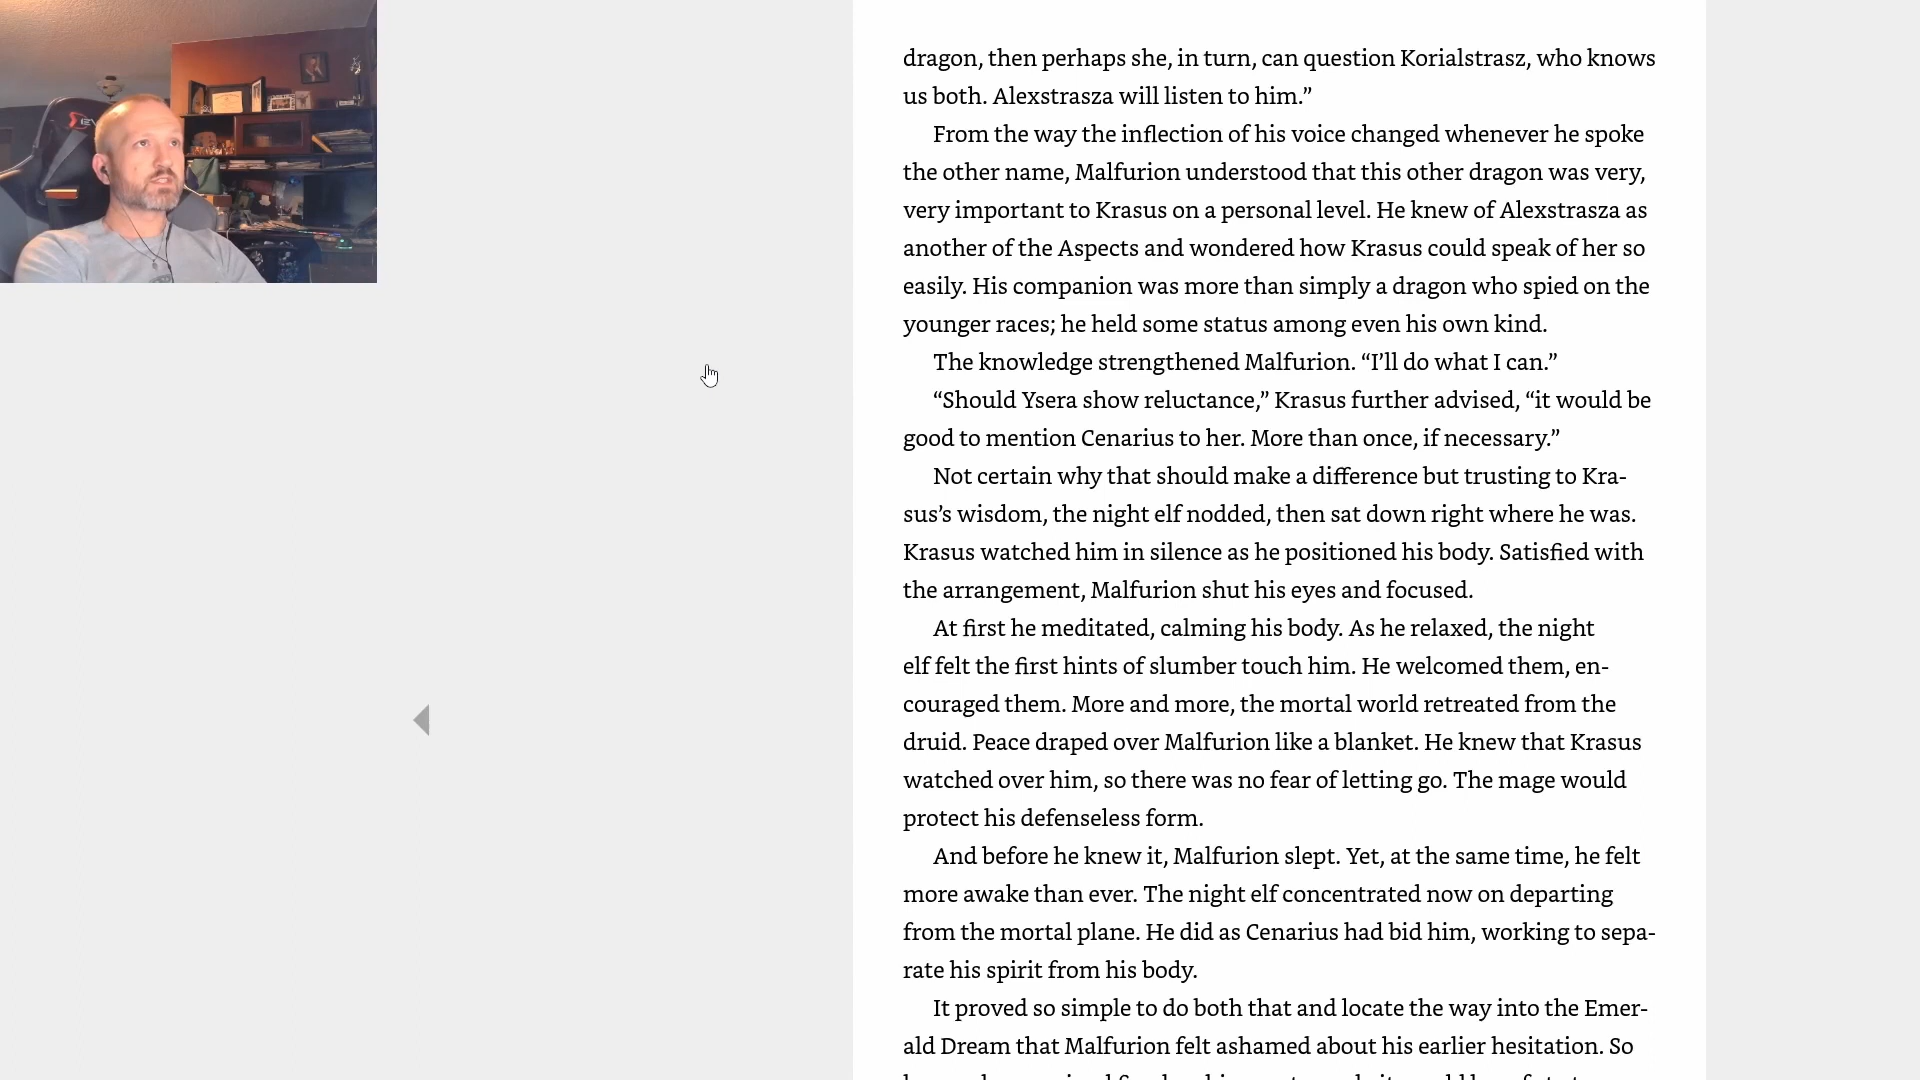 dragon, then perhaps she, in turn, can question Korialstrasz, who knows
us both. Alexstrasza will listen to him.”
From the way the inflection of his voice changed whenever he spoke
the other name, Malfurion understood that this other dragon was very,
very important to Krasus on a personal level. He knew of Alexstrasza as
another of the Aspects and wondered how Krasus could speak of her so
easily. His companion was more than simply a dragon who spied on the
younger races; he held some status among even his own kind.
The knowledge strengthened Malfurion. “I’ll do what I can.”
“Should Ysera show reluctance,” Krasus further advised, “it would be
good to mention Cenarius to her. More than once, if necessary.”
Not certain why that should make a difference but trusting to Kra-
sus’s wisdom, the night elf nodded, then sat down right where he was.
Krasus watched him in silence as he positioned his body. Satisfied with
the arrangement, Malfurion shut his eyes and focused.
At first he meditated, calming his body. As he relaxed, the night
elf felt the first hints of slumber touch him. He welcomed them, en-
couraged them. More and more, the mortal world retreated from the
druid. Peace draped over Malfurion like a blanket. He knew that Krasus
watched over him, so there was no fear of letting go. The mage would
protect his defenseless form.
And before he knew it, Malfurion slept. Yet, at the same time, he felt
more awake than ever. The night elf concentrated now on departing
from the mortal plane. He did as Cenarius had bid him, working to sepa-
rate his spirit from his body.
It proved so simple to do both that and locate the way into the Emer-
ald Dream that Malfurion felt ashamed about his earlier hesitation. So